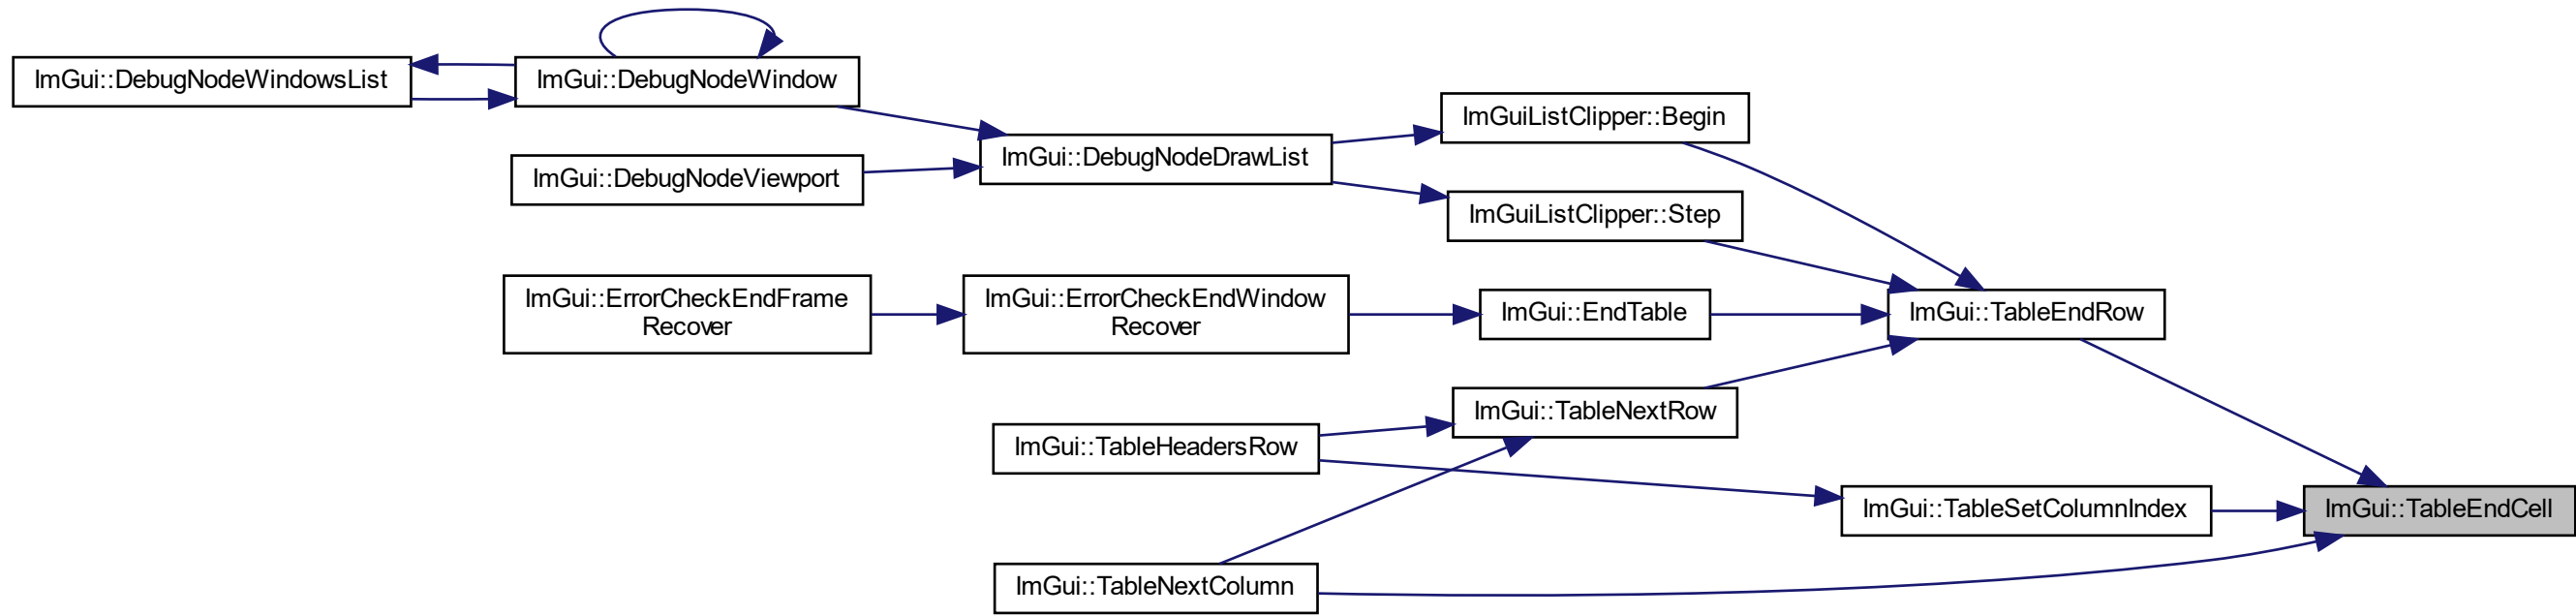 ImGui::DebugNodeWindowsList
ImGui::DebugNodeWindow
ImGuiListClipper::Begin
ImGui::DebugNodeDrawList
ImGui::DebugNodeViewport
ImGuiListClipper::Step
ImGui::ErrorCheckEndFrame
Recover
ImGui::ErrorCheckEndWindow
Recover
ImGui::EndTable
ImGui::TableEndRow
ImGui::TableNextRow
ImGui::TableHeadersRow
ImGui::TableSetColumnIndex
ImGui::TableEndCell
ImGui::TableNextColumn